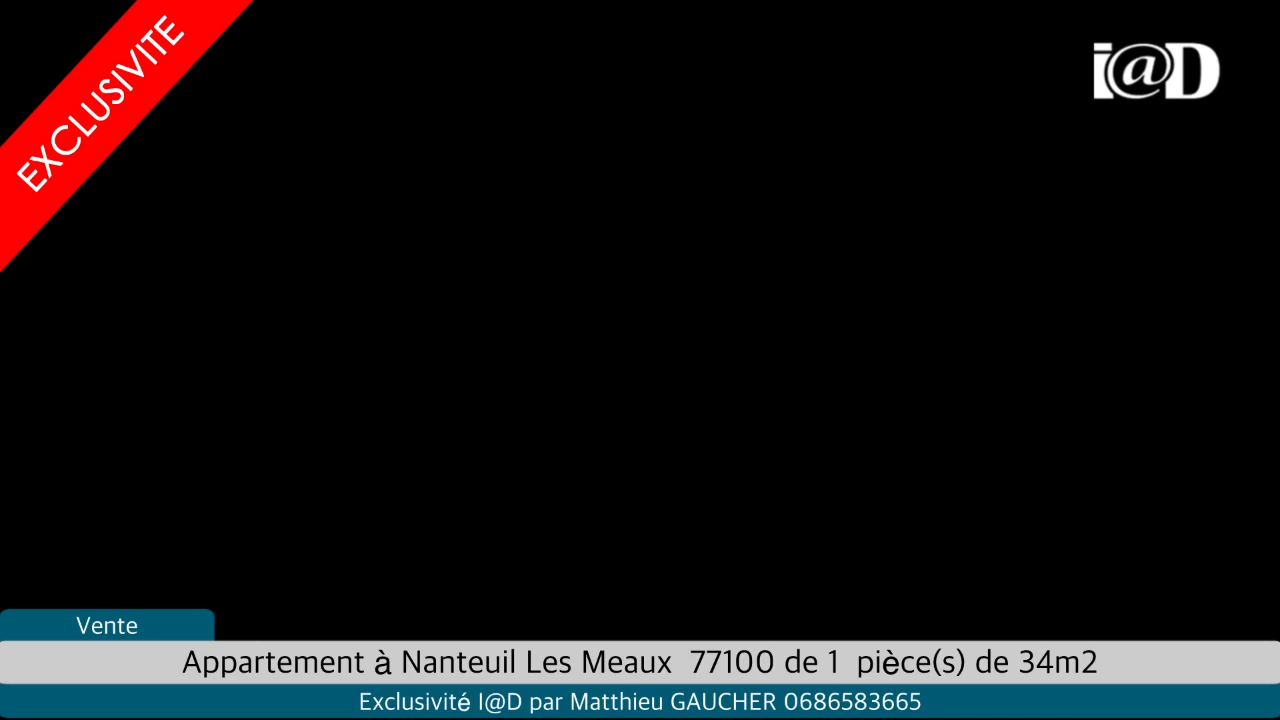 EXCLUSIVITE
i@D
Vente
Appartement à Nanteuil Les Meaux 77100 de 1 pièce(s) de 34m2
Exclusivité I@D par Matthieu GAUCHER 0686583665